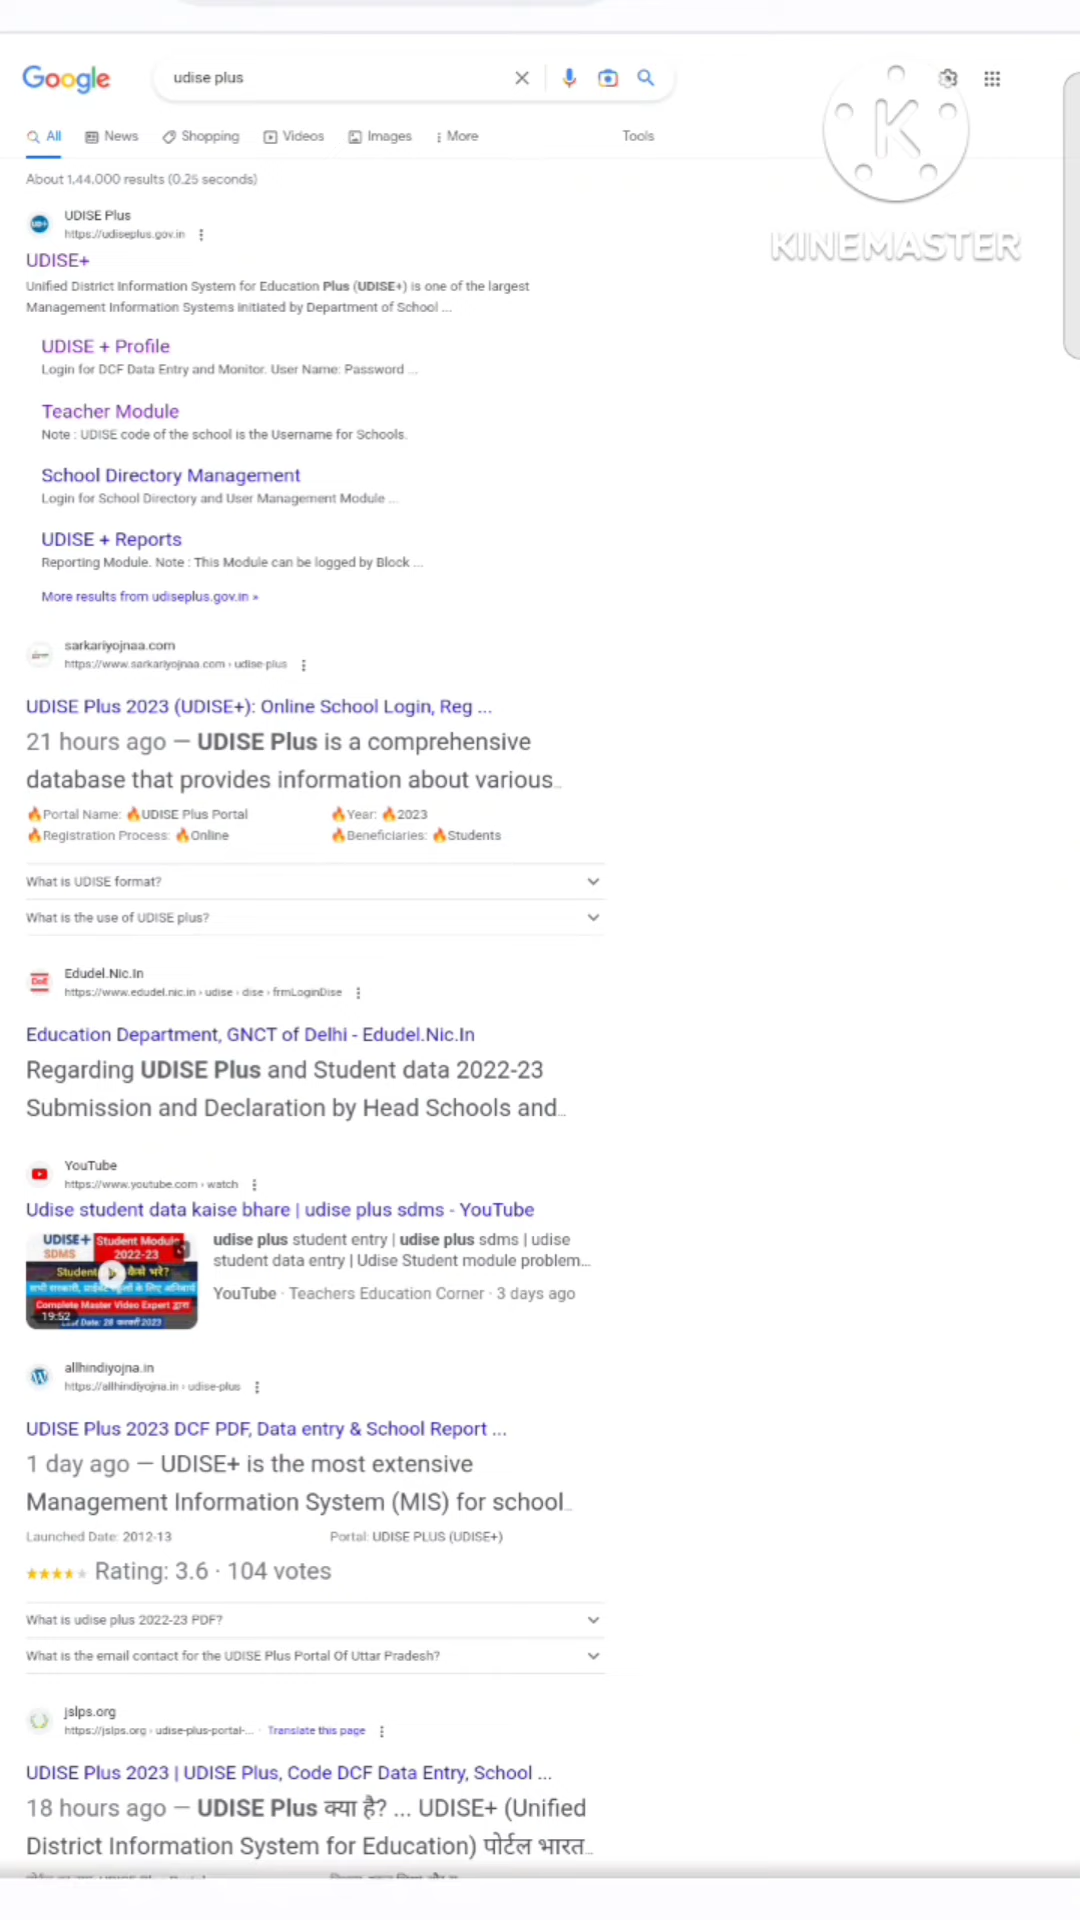 Google
udise plus
All News Shopping Videos Images More Tools
About 1,44,000 results (0.25 seconds)
K
KINEMASTER
UDISE Plus
https://udiseplus.gov.in
UDISE+
Unified District Information System for Education Plus (UDISE+) is one of the largest
Management Information Systems initiated by Department of School ...
UDISE + Profile
Login for DCF Data Entry and Monitor. User Name: Password ...
Teacher Module
Note : UDISE code of the school is the Username for Schools.
School Directory Management
Login for School Directory and User Management Module ...
UDISE + Reports
Reporting Module. Note : This Module can be logged by Block ...
More results from udiseplus.gov.in »
sarkariyojnaa.com
https://www.sarkariyojnaa.com › udise-plus
UDISE Plus 2023 (UDISE+): Online School Login, Reg ...
21 hours ago — UDISE Plus is a comprehensive
database that provides information about various...
🔥Portal Name: 🔥UDISE Plus Portal 🔥Year: 🔥2023
🔥Registration Process: 🔥Online 🔥Beneficiaries: 🔥Students
What is UDISE format?
What is the use of UDISE plus?
Edudel.Nic.In
https://www.edudel.nic.in › udise › dise › frmLoginDise
Education Department, GNCT of Delhi - Edudel.Nic.In
Regarding UDISE Plus and Student data 2022-23
Submission and Declaration by Head Schools and...
YouTube
https://www.youtube.com › watch
Udise student data kaise bhare | udise plus sdms - YouTube
UDISE+ Student Module
SDMS 2022-23
Student कैसे भरे?
Complete Master Video Expert द्वारा
19:52
Date: 28 फरवरी 2023
udise plus student entry | udise plus sdms | udise
student data entry | Udise Student module problem...
YouTube · Teachers Education Corner · 3 days ago
allhindiyojna.in
https://allhindiyojna.in › udise-plus
UDISE Plus 2023 DCF PDF, Data entry & School Report ...
1 day ago — UDISE+ is the most extensive
Management Information System (MIS) for school...
Launched Date: 2012-13 Portal: UDISE PLUS (UDISE+)
Rating: 3.6 · 104 votes
What is udise plus 2022-23 PDF?
What is the email contact for the UDISE Plus Portal Of Uttar Pradesh?
jslps.org
https://jslps.org › udise-plus-portal-... · Translate this page
UDISE Plus 2023 | UDISE Plus, Code DCF Data Entry, School ...
18 hours ago — UDISE Plus क्या है? ... UDISE+ (Unified
District Information System for Education) पोर्टल भारत...